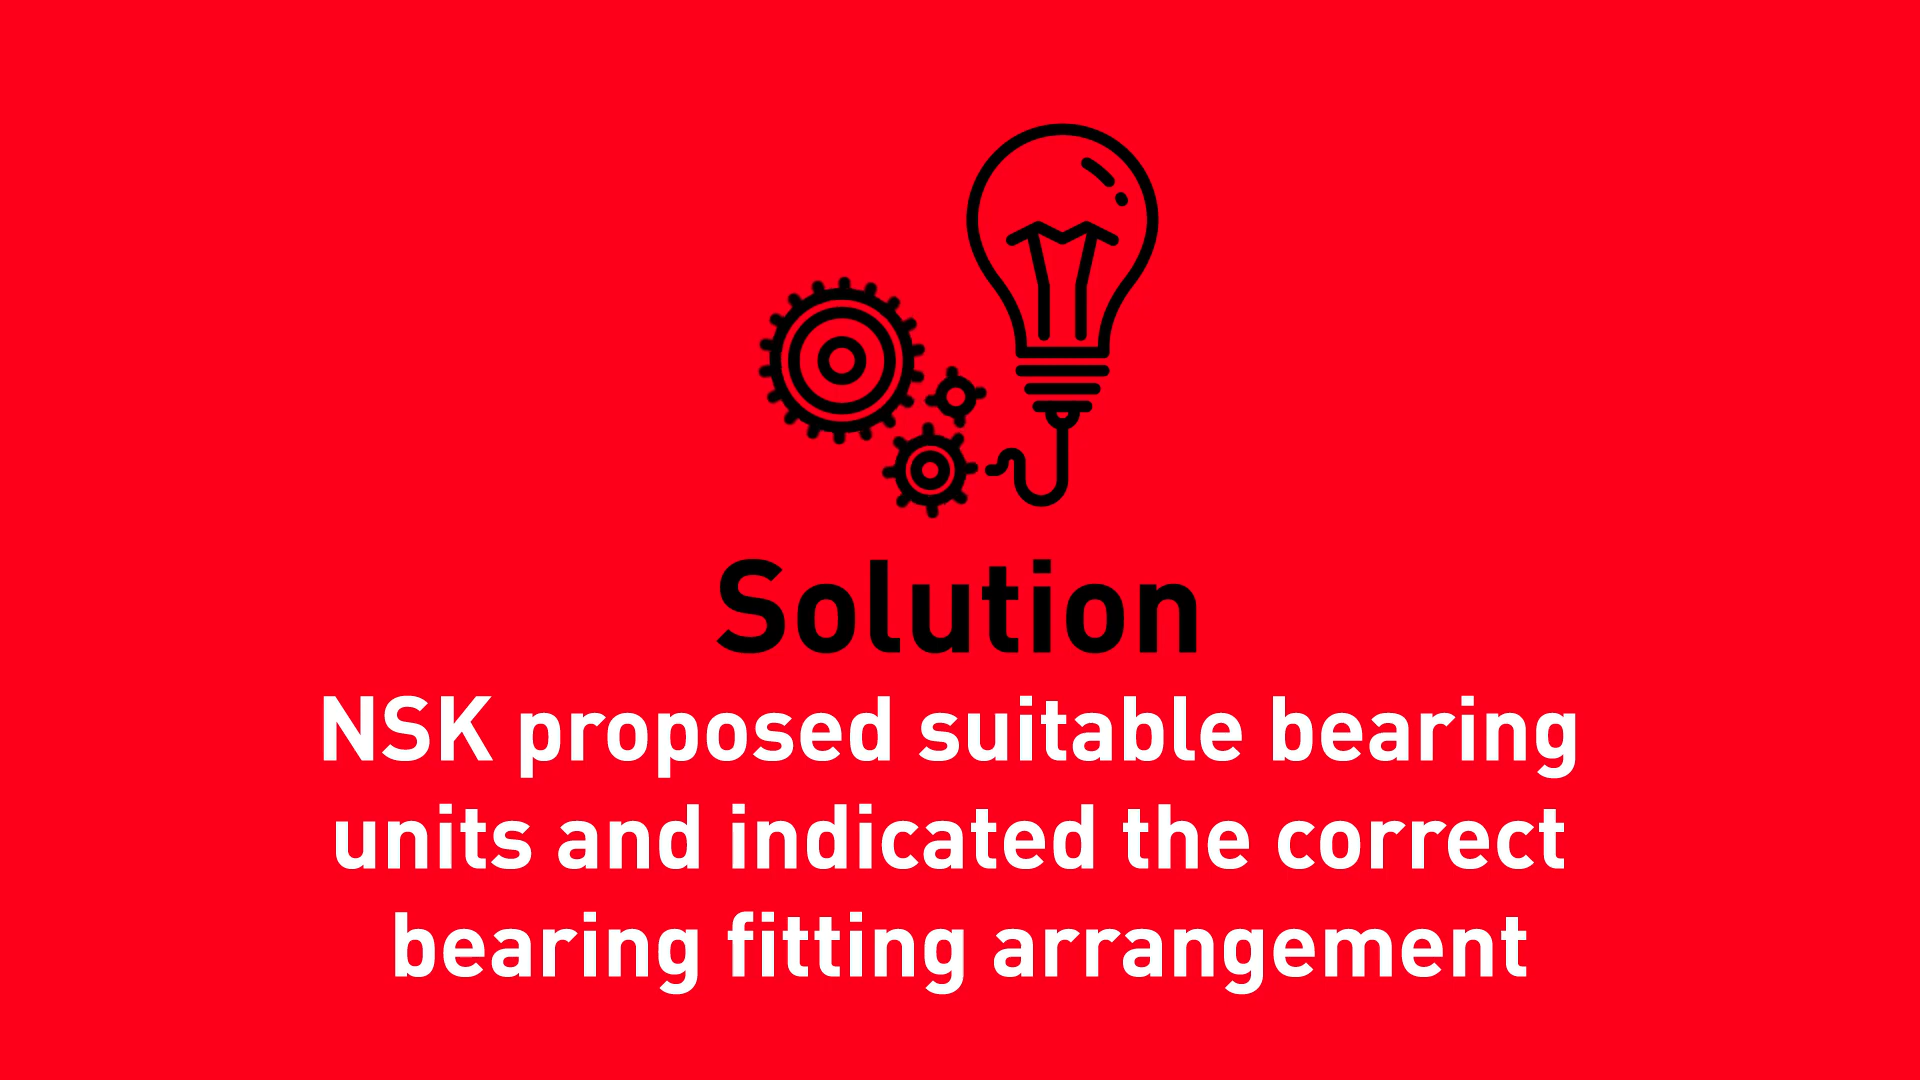 Solution
NSK proposed suitable bearing
units and indicated the correct
bearing fitting arrangement